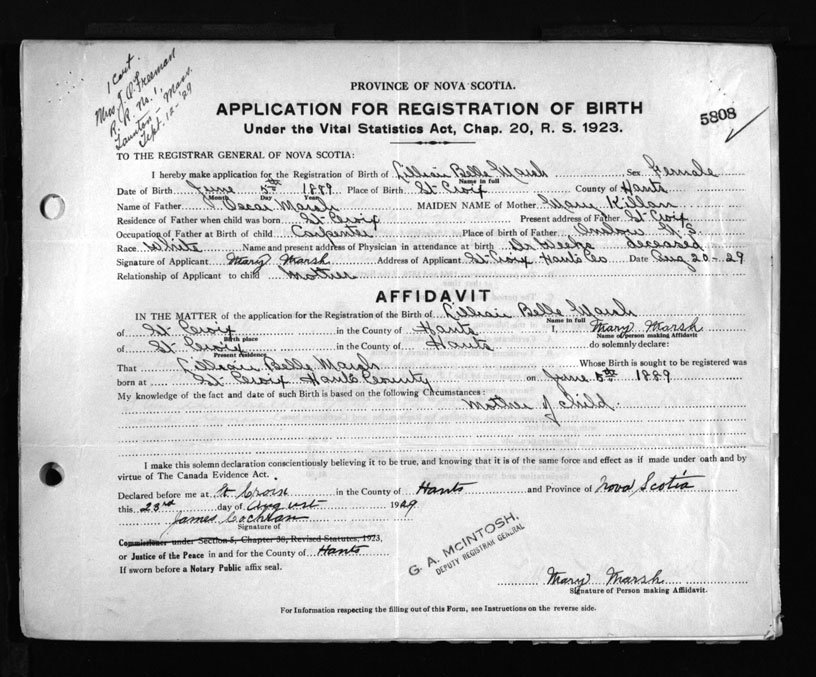 1 Cert
Miss J. O. Freeman
R. R. No. 1,
Taunton, Mass.
Sept. 12-'29
PROVINCE OF NOVA SCOTIA.
APPLICATION FOR REGISTRATION OF BIRTH
5808
Under the Vital Statistics Act, Chap. 20, R. S. 1923.
TO THE REGISTRAR GENERAL OF NOVA SCOTIA:
I hereby make application for the Registration of Birth of Lillian Belle Marsh Sex Female
Name in full
Date of Birth June 5th 1889 Place of Birth St Croix County of Hants
Month Day Year
Name of Father Oscar Marsh MAIDEN NAME of Mother Mary Killan
Residence of Father when child was born St Croix Present address of Father St Croix
Occupation of Father at Birth of child Carpenter Place of birth of Father Onslow N. S.
Race White Name and present address of Physician in attendance at birth Dr Weeks deceased
Signature of Applicant Mary Marsh Address of Applicant St Croix Hants Co Date Aug 20-29
Relationship of Applicant to child Mother
AFFIDAVIT
IN THE MATTER of the application for the Registration of the Birth of Lillian Belle Marsh
Name in full
of St Croix in the County of Hants I, Mary Marsh
Birth place Name of person making Affidavit
of St Croix in the County of Hants do solemnly declare:
Present residence
That Lillian Belle Marsh Whose Birth is sought to be registered was
born at St Croix Hants County on June 5th 1889
My knowledge of the fact and date of such Birth is based on the following Circumstances:
Mother of child.
I make this solemn declaration conscientiously believing it to be true, and knowing that it is of the same force and effect as if made under oath and by
virtue of The Canada Evidence Act.
Declared before me at St Croix in the County of Hants and Province of Nova Scotia
this 23rd day of August 1929
James Cochran
Signature of
Commissioner under Section 5, Chapter 38, Revised Statutes, 1923,
or Justice of the Peace in and for the County of Hants
If sworn before a Notary Public affix seal.
G. A. MCINTOSH.
DEPUTY REGISTRAR GENERAL
Mary Marsh
Signature of Person making Affidavit.
For Information respecting the filling out of this Form, see Instructions on the reverse side.